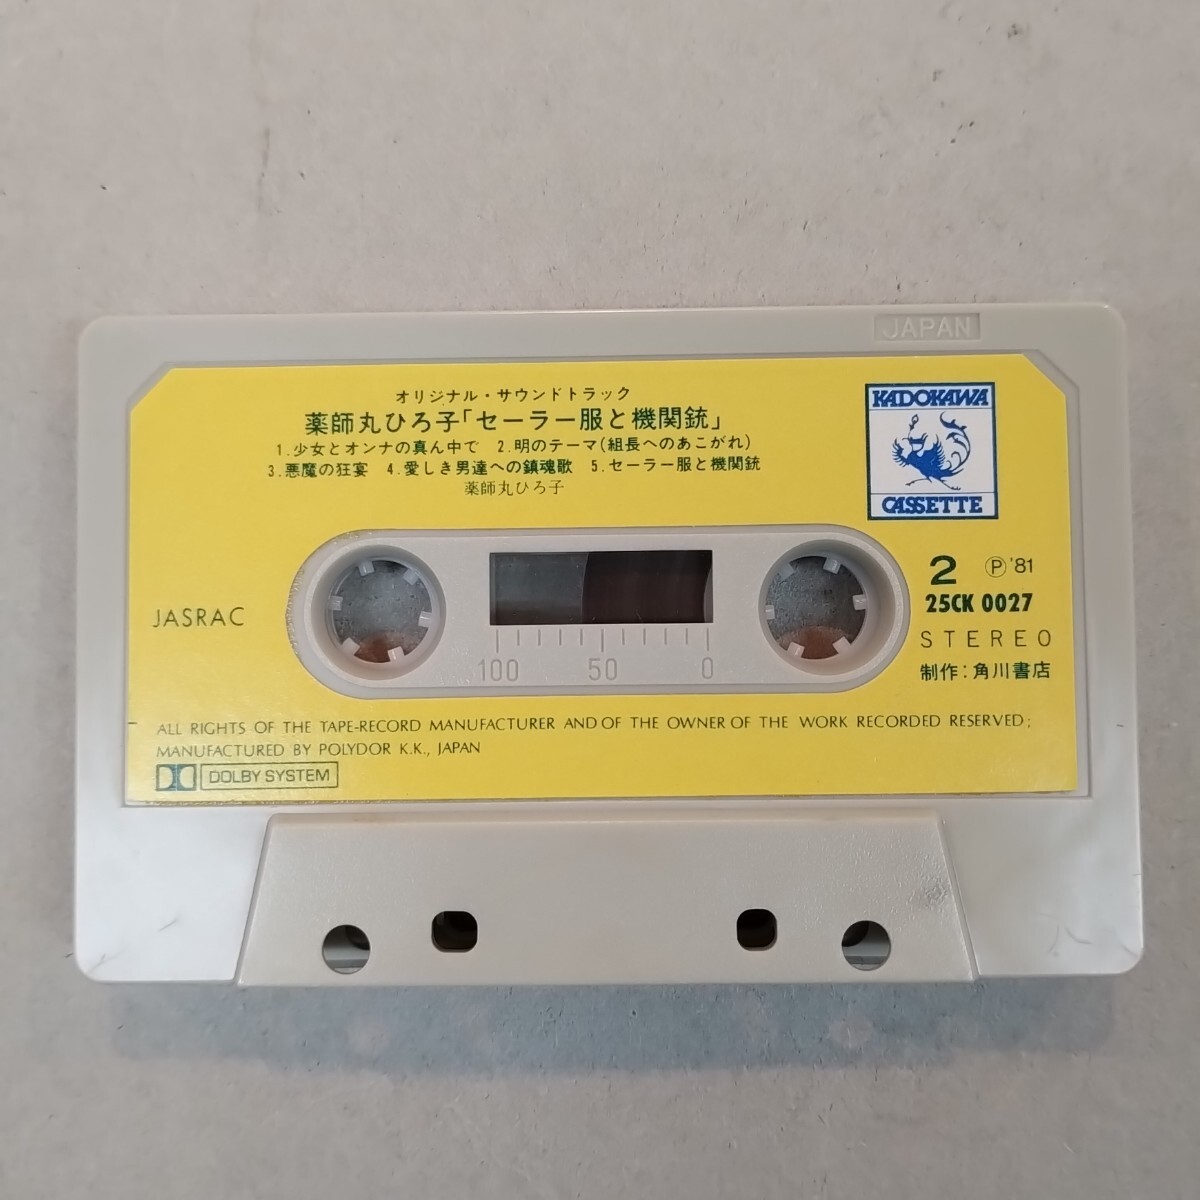 JAPAN
オリジナル・サウンドトラック
薬師丸ひろ子「セーラー服と機関銃」
1.少女とオンナの真ん中で 2.明のテーマ(組長へのあこがれ)
3.悪魔の狂宴 4.愛しき男達への鎮魂歌 5.セーラー服と機関銃
薬師丸ひろ子
KADOKAWA
CASSETTE
2 Ⓟ'81
25CK 0027
JASRAC
STEREO
制作:角川書店
100 50 0
ALL RIGHTS OF THE TAPE-RECORD MANUFACTURER AND OF THE OWNER OF THE WORK RECORDED RESERVED;
MANUFACTURED BY POLYDOR K.K., JAPAN
DOLBY SYSTEM